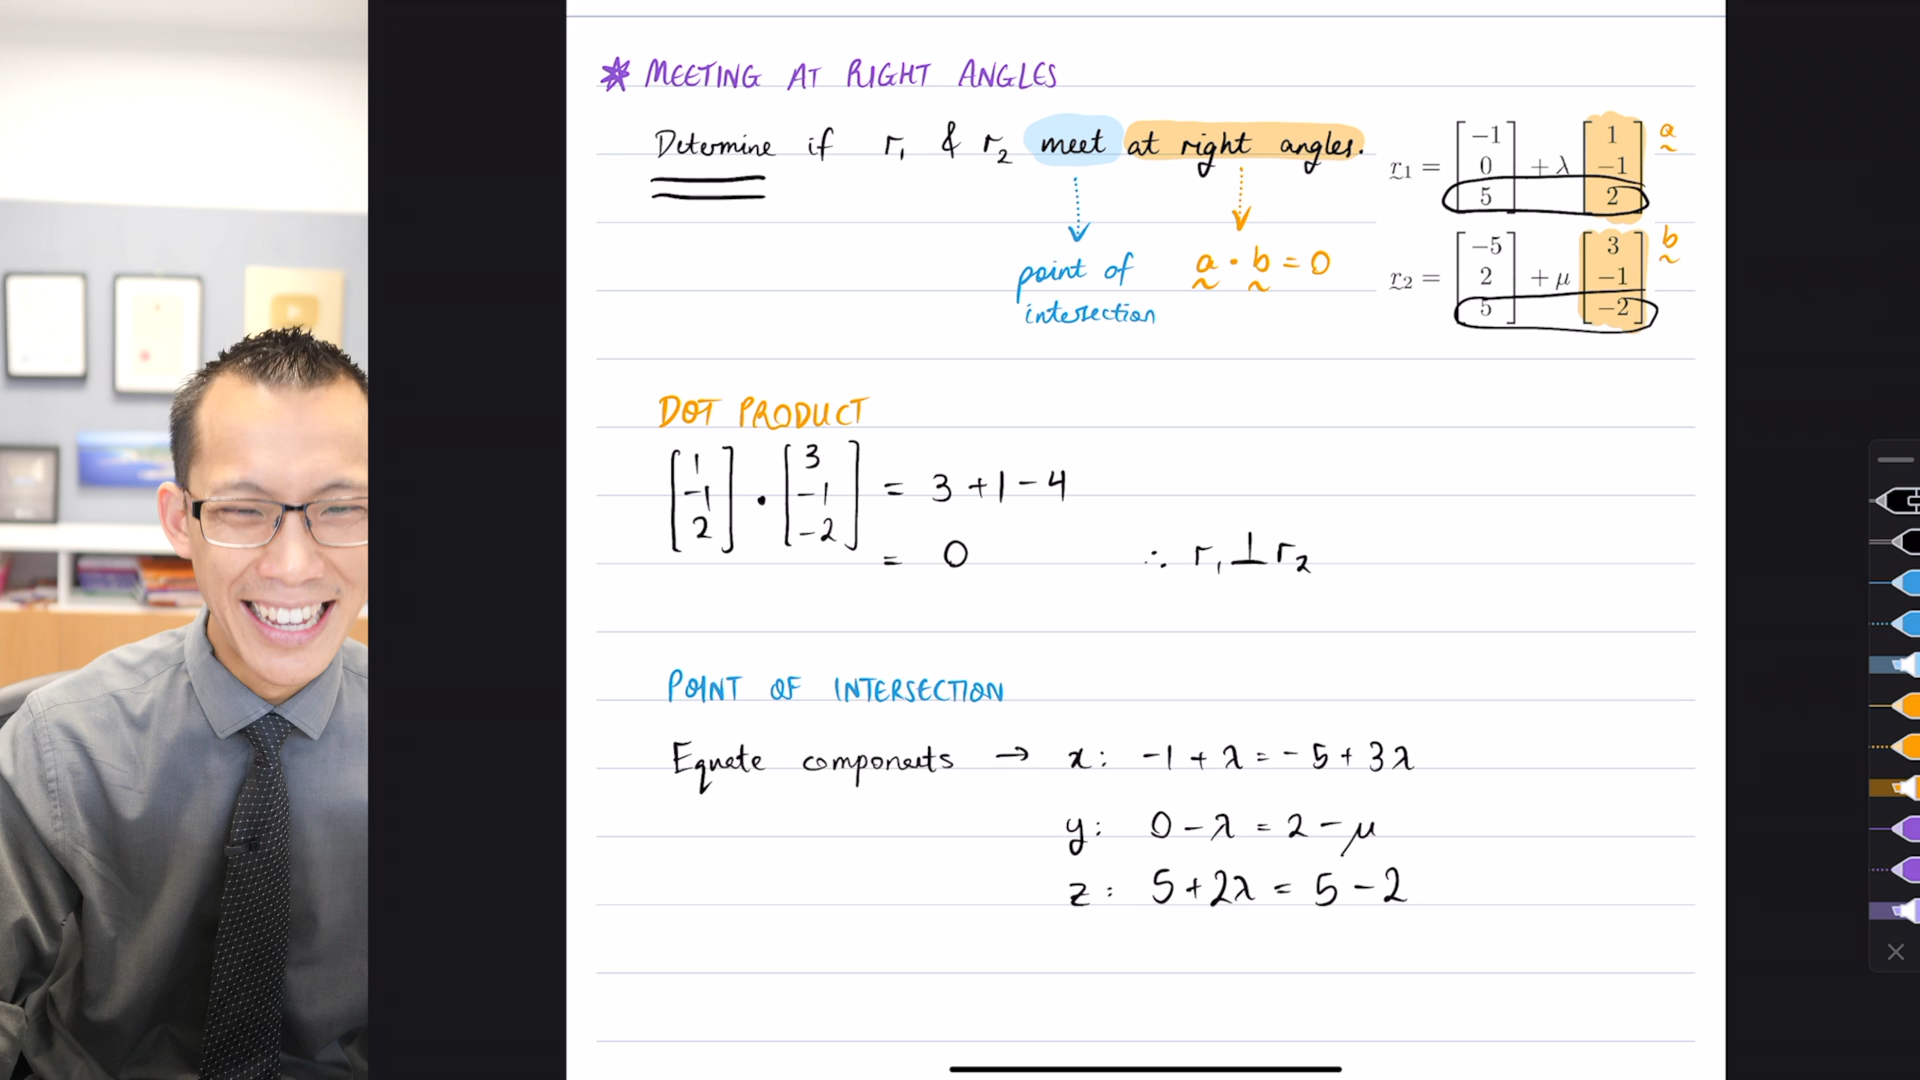 * MEETING AT RIGHT ANGLES
Determine if r₁ & r₂ meet at right angles.
point of
intersection
a · b = 0
r₁ = [-1 0 5] + λ [1 -1 2] a
r₂ = [-5 2 5] + μ [3 -1 -2] b
DOT PRODUCT
[1 -1 2] · [3 -1 -2] = 3 + 1 - 4
= 0 ∴ r₁ ⊥ r₂
POINT OF INTERSECTION
Equate components → x: -1 + λ = -5 + 3λ
y: 0 - λ = 2 - μ
z: 5 + 2λ = 5 - 2